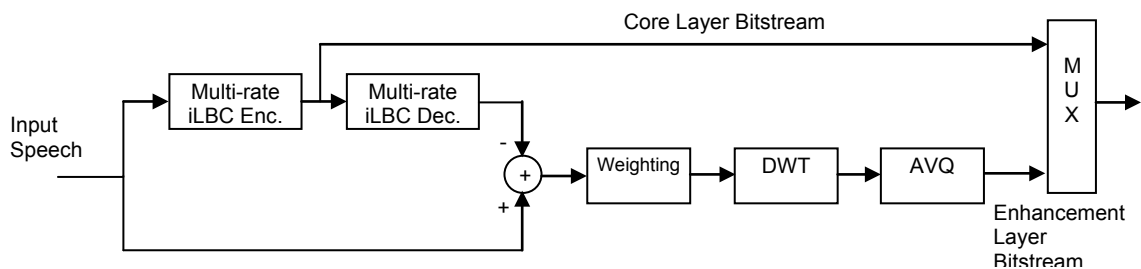 Core Layer Bitstream
M
U
X
Multi-rate
iLBC Enc.
Multi-rate
iLBC Dec.
Input
Speech
-
+
+
Weighting
DWT
AVQ
Enhancement
Layer
Bitstream